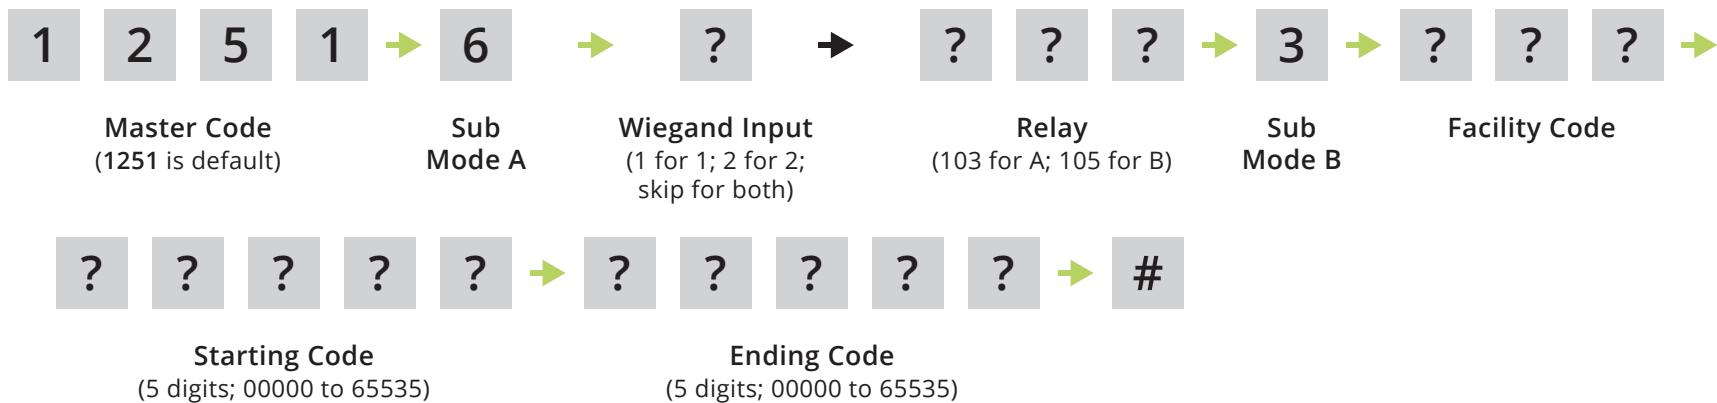 1 2 5 1 6 ? ? ? ? 3 ? ? ?
Master Code Sub Wiegand Input Relay Sub Facility Code
(1251 is default) Mode A (1 for 1; 2 for 2; (103 for A; 105 for B) Mode B
skip for both)
? ? ? ? ? ? ? ? ? ? #
Starting Code Ending Code
(5 digits; 00000 to 65535) (5 digits; 00000 to 65535)